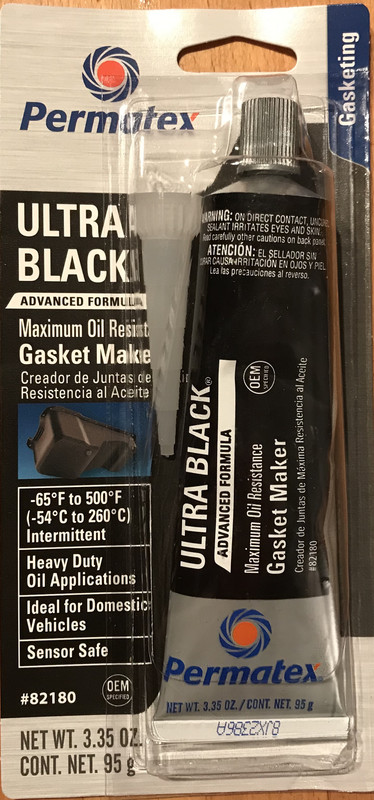 Permatex
Gasketing
ULTRA
BLACK
ADVANCED FORMULA
Maximum Oil Resist
Gasket Make
Creador de Juntas de
Resistencia al Aceite
-65°F to 500°F
(-54°C to 260°C)
Intermittent
Heavy Duty
Oil Applications
Ideal for Domestic
Vehicles
Sensor Safe
#82180
OEM
SPECIFIED
NET WT. 3.35 OZ.
CONT. NET. 95 g
WARNING: ON DIRECT CONTACT, UNCURED
SEALANT IRRITATES EYES AND SKIN.
Read carefully other cautions on back panel.
ATENCIÓN: EL SELLADOR SIN
CURAR CAUSA IRRITACIÓN EN OJOS Y PIEL
Lea las precauciones al reverso.
ULTRA BLACK®
ADVANCED FORMULA
OEM
SPECIFIED
Maximum Oil Resistance
Gasket Maker
Creador de Juntas de Máxima Resistencia al Aceite
#82180
Permatex
NET WT. 3.35 OZ. / CONT. NET. 95 g
8JX2386A